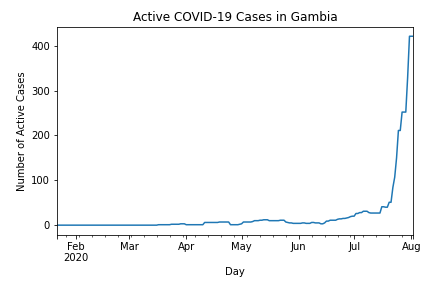 Active COVID-19 Cases in Gambia
Number of Active Cases
400
300
200
100
0
Feb Mar Apr May Jun Jul Aug
2020
Day